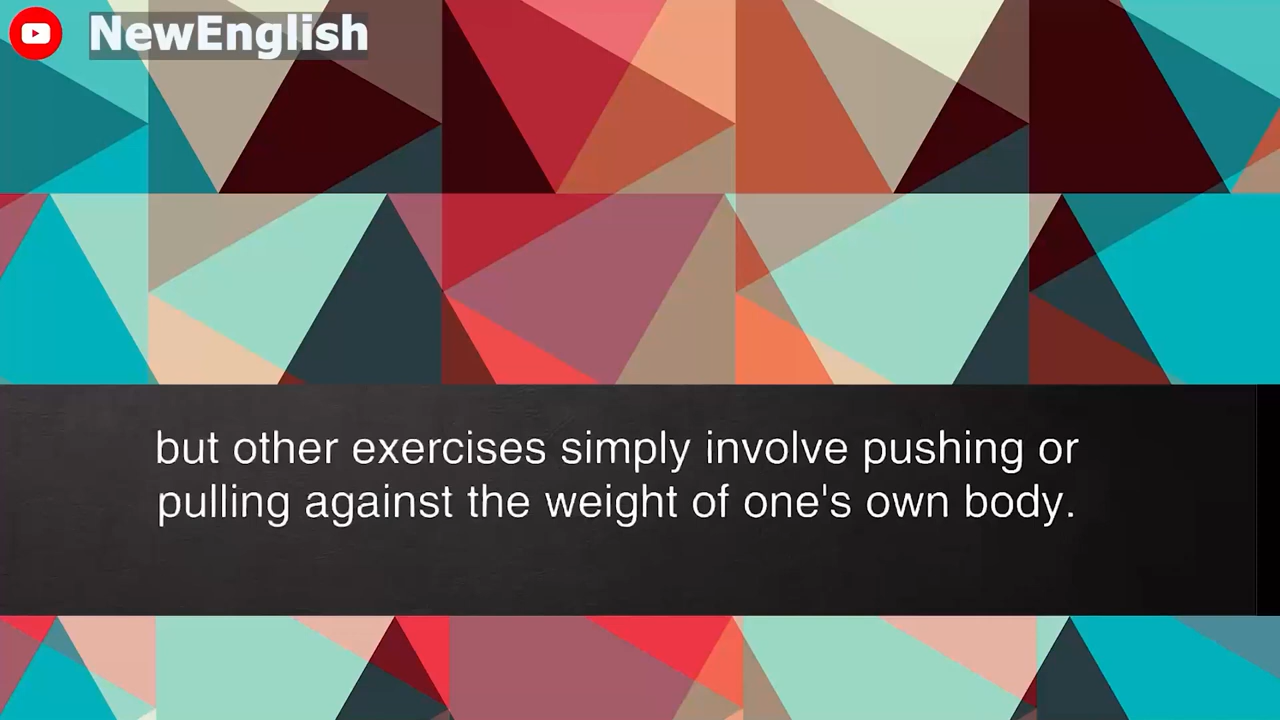 NewEnglish
but other exercises simply involve pushing or
pulling against the weight of one's own body.